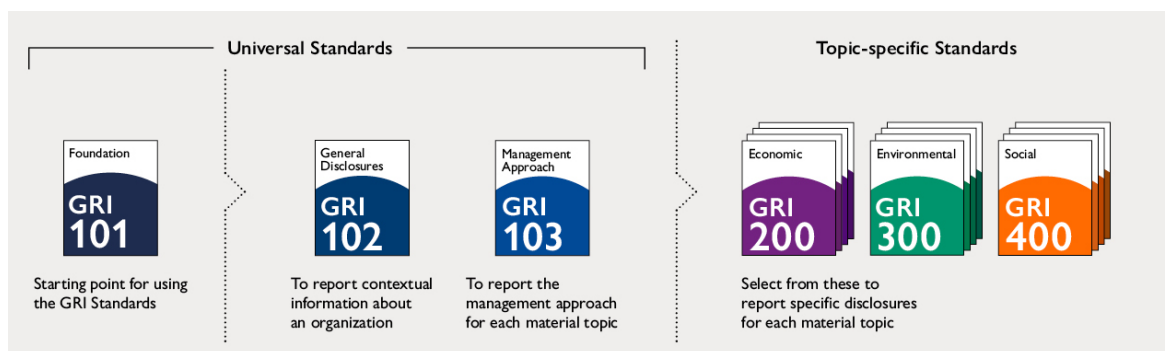 Universal Standards
Topic-specific Standards
Foundation
GRI
101
Starting point for using
the GRI Standards
General
Disclosures
GRI
102
To report contextual
information about
an organization
Management
Approach
GRI
103
To report the
management approach
for each material topic
Economic
GRI
200
Environmental
GRI
300
Social
GRI
400
Select from these to
report specific disclosures
for each material topic